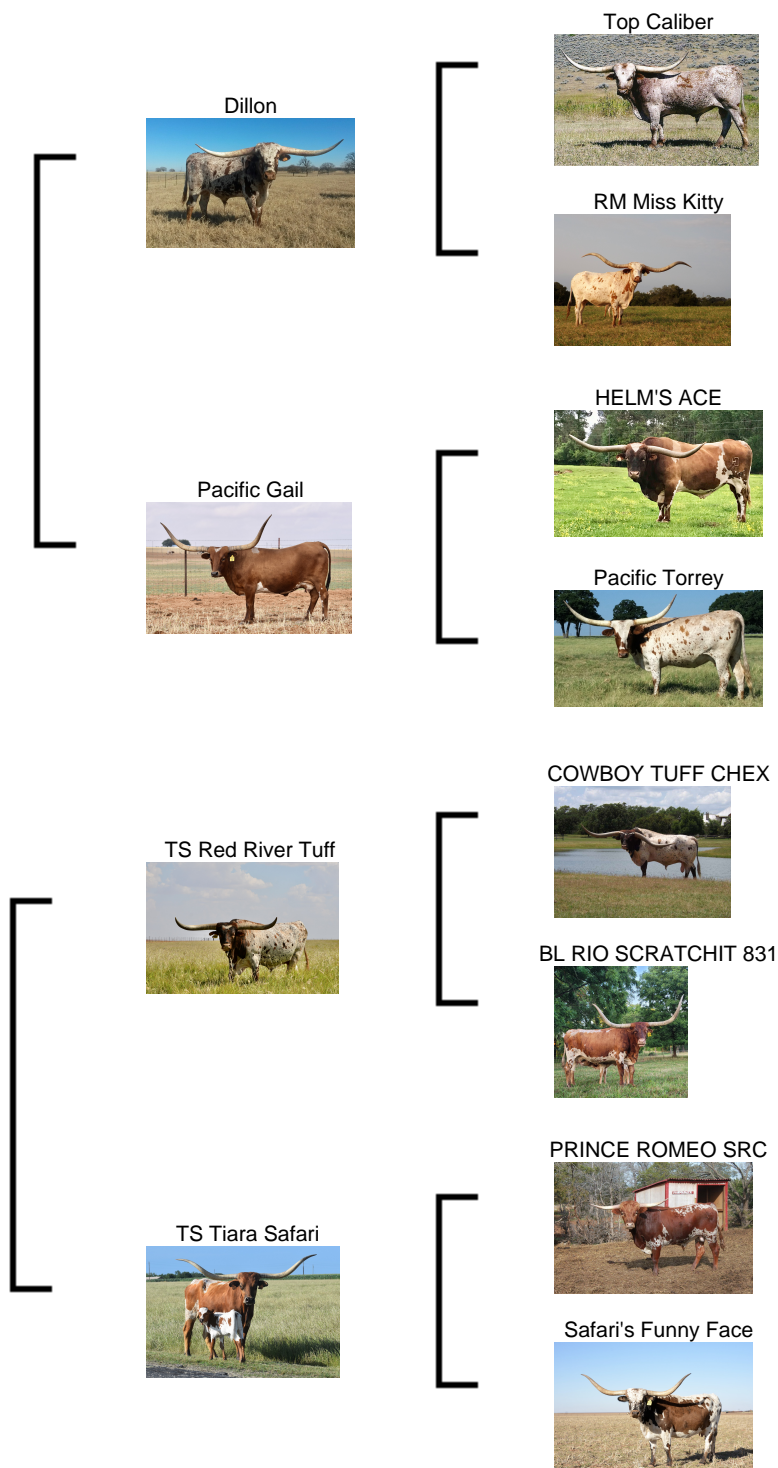 Top Caliber
Dillon
RM Miss Kitty
HELM'S ACE
Pacific Gail
Pacific Torrey
COWBOY TUFF CHEX
TS Red River Tuff
BL RIO SCRATCHIT 831
PRINCE ROMEO SRC
TS Tiara Safari
Safari's Funny Face